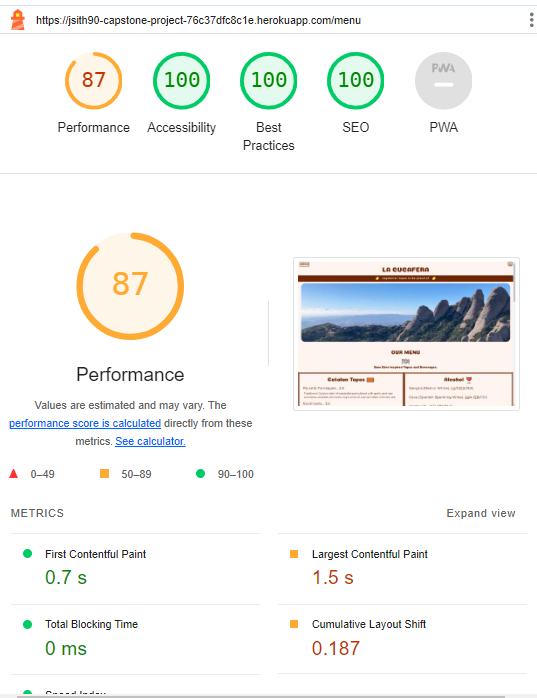 https://jsith90-capstone-project-76c37dfc8c1e.herokuapp.com/menu
87
100
100
100
PWA
Performance
Accessibility
Best
Practices
SEO
PWA
87
Performance
Values are estimated and may vary. The
performance score is calculated directly from these
metrics. See calculator.
0–49
50–89
90–100
LA CUCAFERA
OUR MENU
Catalan Tapas
Alcohol
METRICS
Expand view
First Contentful Paint
0.7 s
Largest Contentful Paint
1.5 s
Total Blocking Time
0 ms
Cumulative Layout Shift
0.187
Speed Index